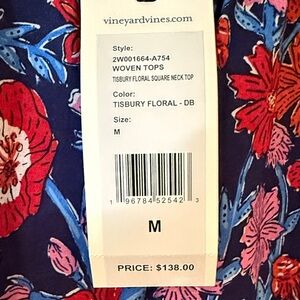 vineyardvines.com
Style:
2W001664-A754
WOVEN TOPS
TISBURY FLORAL SQUARE NECK TOP
Color:
TISBURY FLORAL - DB
Size:
M
1 96784 52542 3
M
PRICE: $138.00